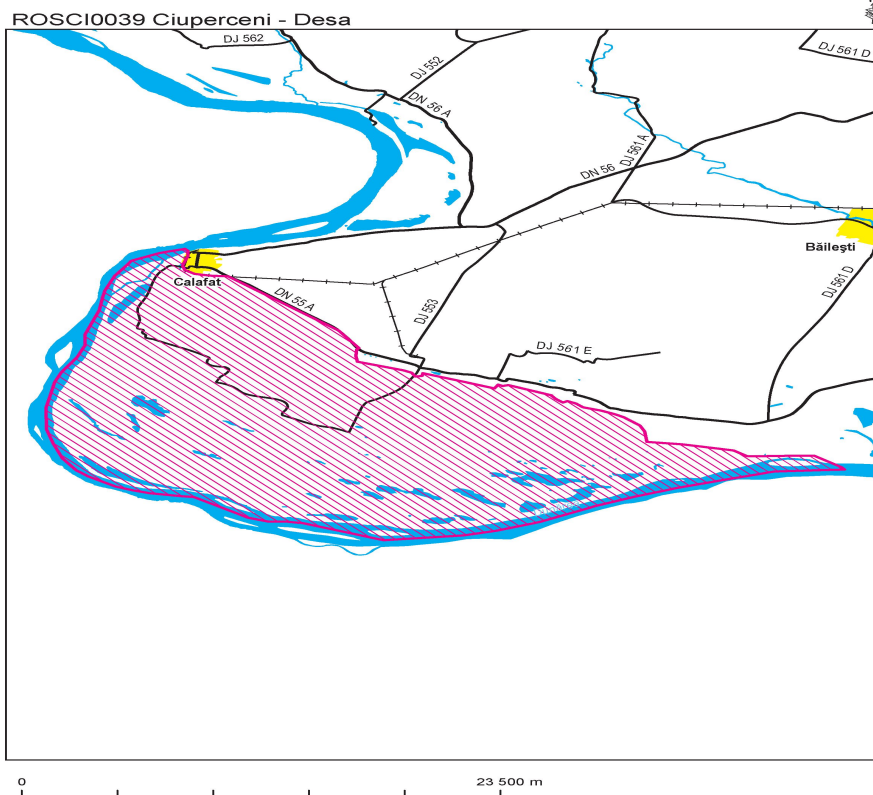 ROSCI0039 Ciuperceni - Desa
DJ 562
DJ 552
DJ 561 D
DN 56 A
DJ 561 A
DN 56
Băileşti
Calafat
DN 55 A
DJ 553
DJ 561 D
DJ 561 E
0
23 500 m